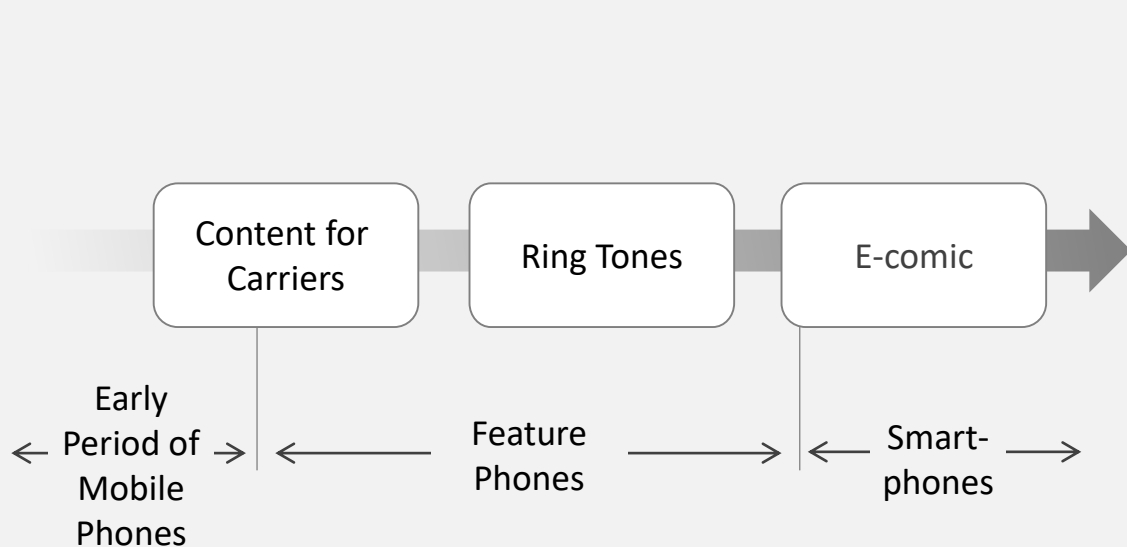 Content for
Carriers
Ring Tones
E-comic
Early
Period of
Mobile
Phones
Feature
Phones
Smart-
phones